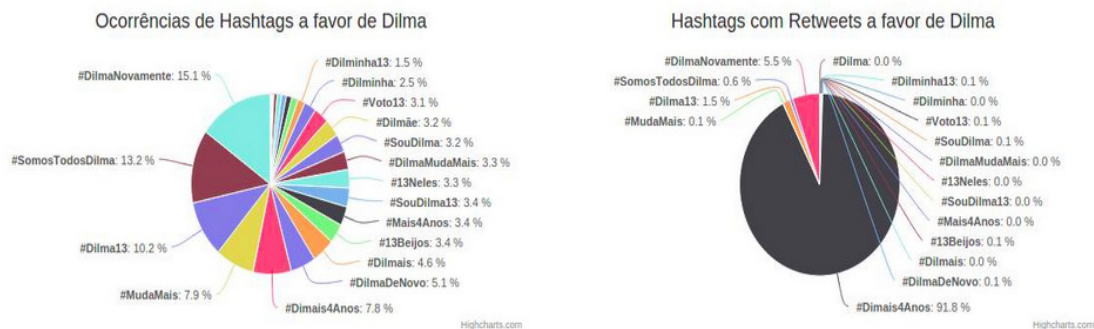 Ocorrências de Hashtags a favor de Dilma
#Dilminha13: 1.5 %
#Dilminha: 2.5 %
#DilmaNovamente: 15.1 %
#Voto13: 3.1 %
#Dilmãe: 3.2 %
#SouDilma: 3.2 %
#SomosTodosDilma: 13.2 %
#DilmaMudaMais: 3.3 %
#13Neles: 3.3 %
#SouDilma13: 3.4 %
#Mais4Anos: 3.4 %
#Dilma13: 10.2 %
#13Beijos: 3.4 %
#Dilmais: 4.6 %
#DilmaDeNovo: 5.1 %
#MudaMais: 7.9 %
#Dimais4Anos: 7.8 %
Highcharts.com
Hashtags com Retweets a favor de Dilma
#DilmaNovamente: 5.5 %
#Dilma: 0.0 %
#SomosTodosDilma: 0.6 %
#Dilminha13: 0.1 %
#Dilma13: 1.5 %
#Dilminha: 0.0 %
#MudaMais: 0.1 %
#Voto13: 0.1 %
#SouDilma: 0.1 %
#DilmaMudaMais: 0.0 %
#13Neles: 0.0 %
#SouDilma13: 0.0 %
#Mais4Anos: 0.0 %
#13Beijos: 0.1 %
#Dilmais: 0.0 %
#DilmaDeNovo: 0.1 %
#Dimais4Anos: 91.8 %
Highcharts.com